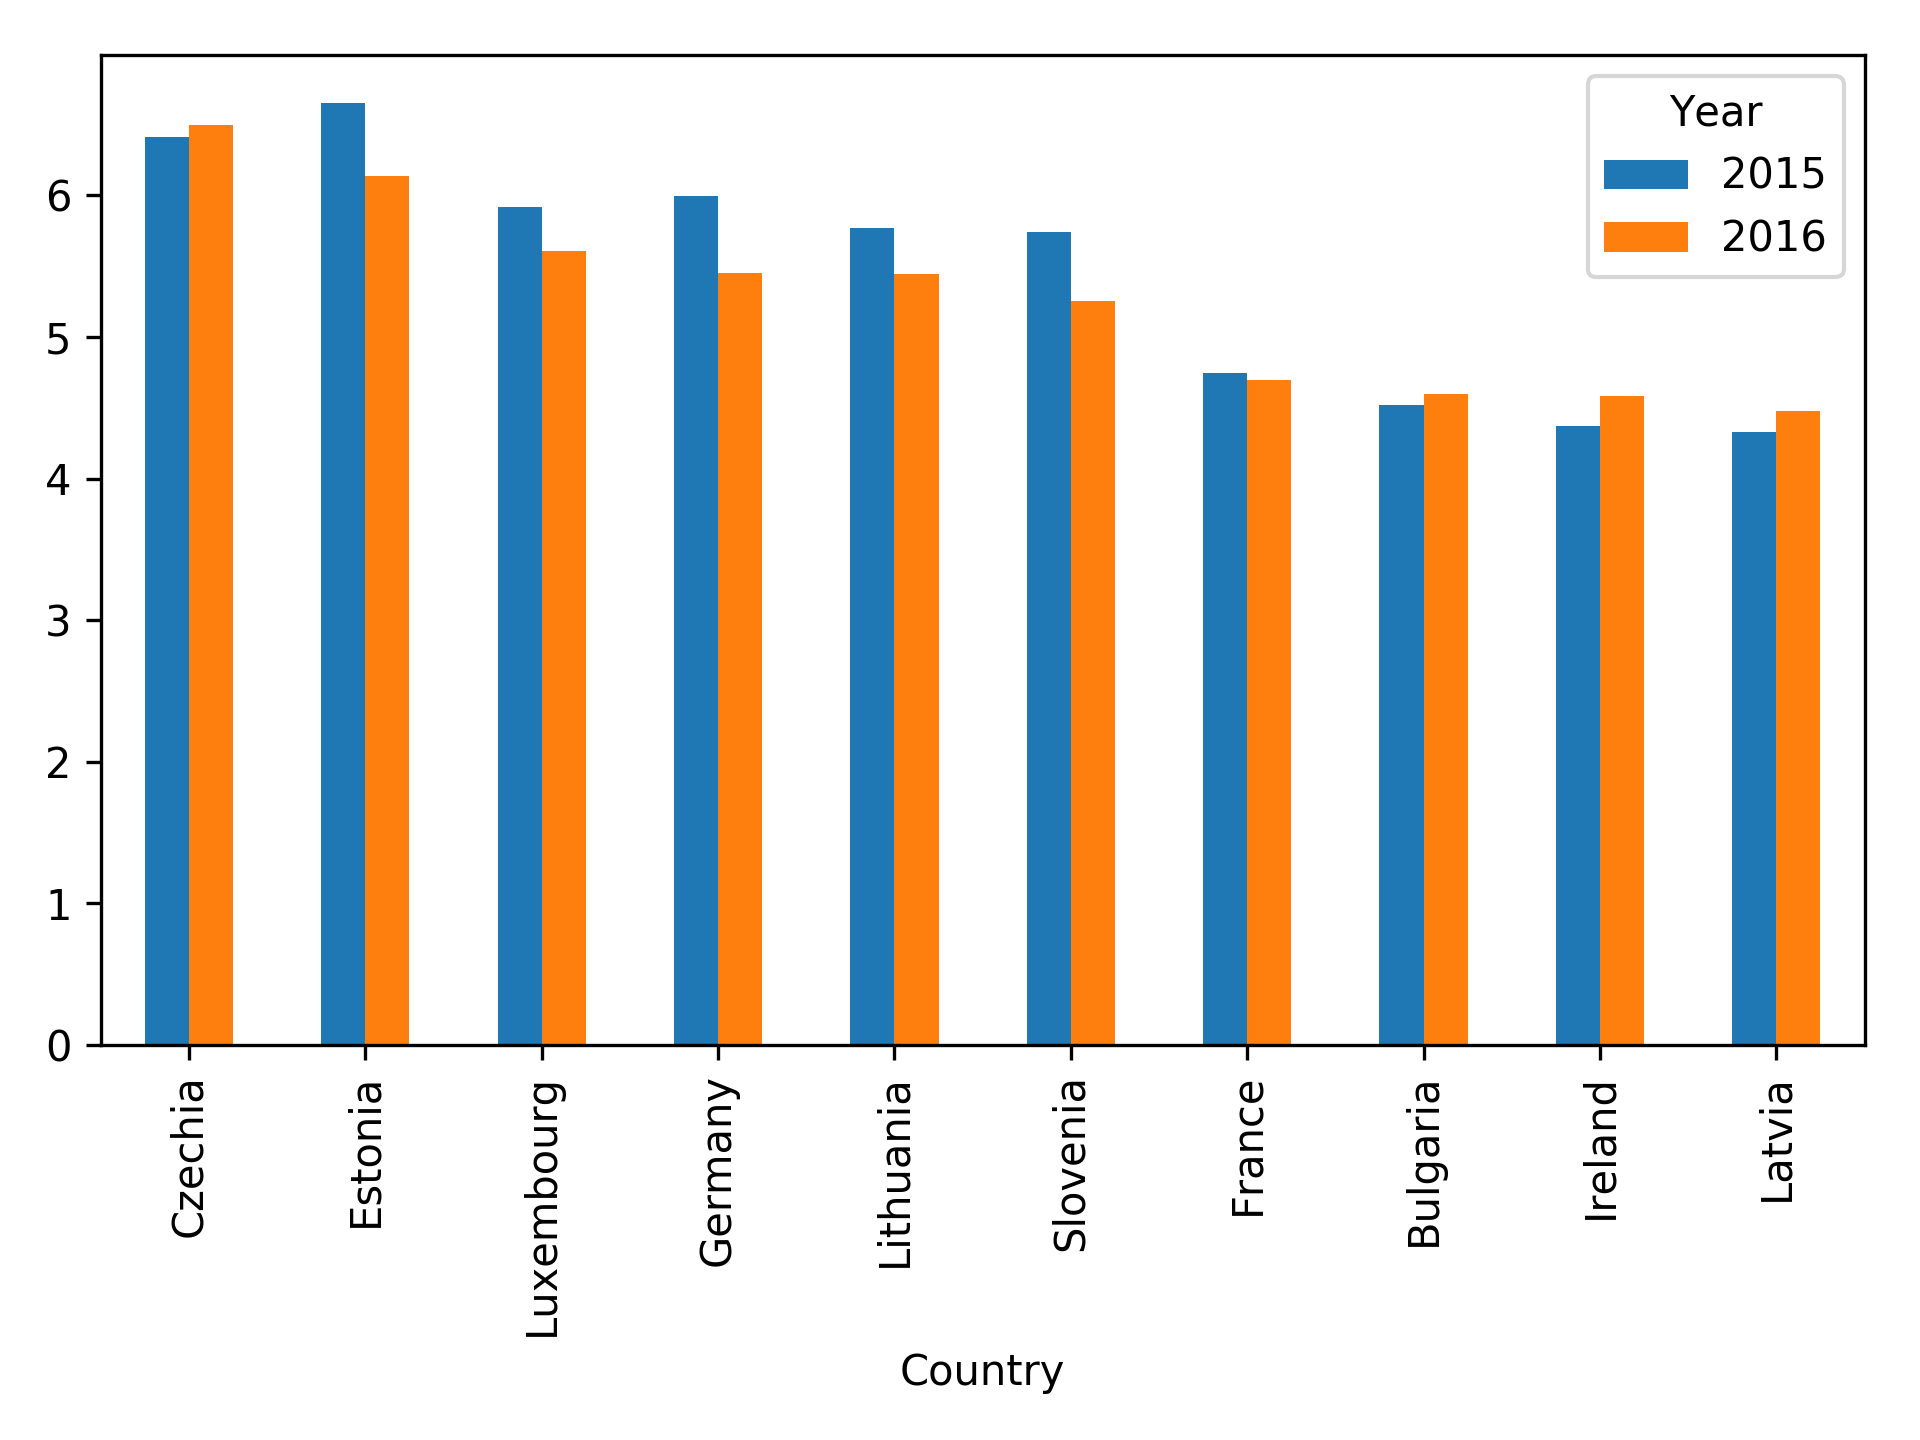 Year
2015
2016
6
5
4
3
2
1
0
Czechia
Estonia
Luxembourg
Germany
Lithuania
Slovenia
France
Bulgaria
Ireland
Latvia
Country